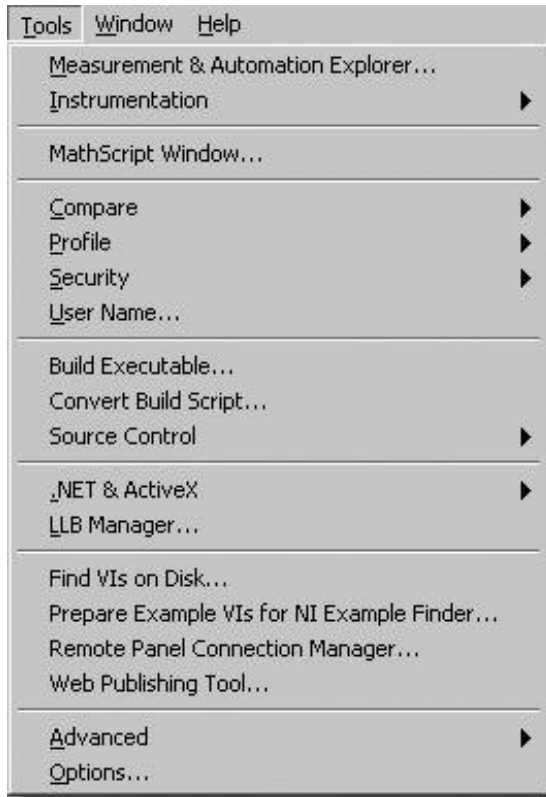 Tools Window Help
Measurement & Automation Explorer...
Instrumentation
MathScript Window...
Compare
Profile
Security
User Name...
Build Executable...
Convert Build Script...
Source Control
.NET & ActiveX
LLB Manager...
Find VIs on Disk...
Prepare Example VIs for NI Example Finder...
Remote Panel Connection Manager...
Web Publishing Tool...
Advanced
Options...